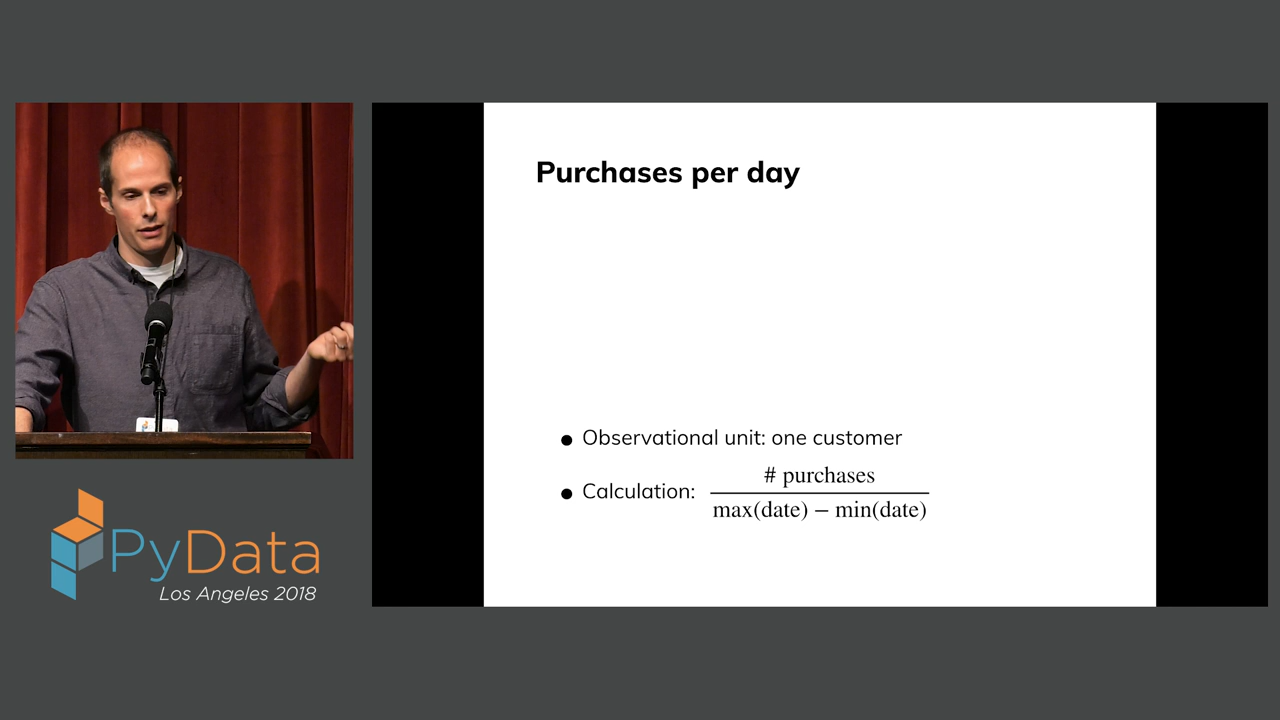 Purchases per day
● Observational unit: one customer
● Calculation: # purchases
max(date) − min(date)
PyData
Los Angeles 2018